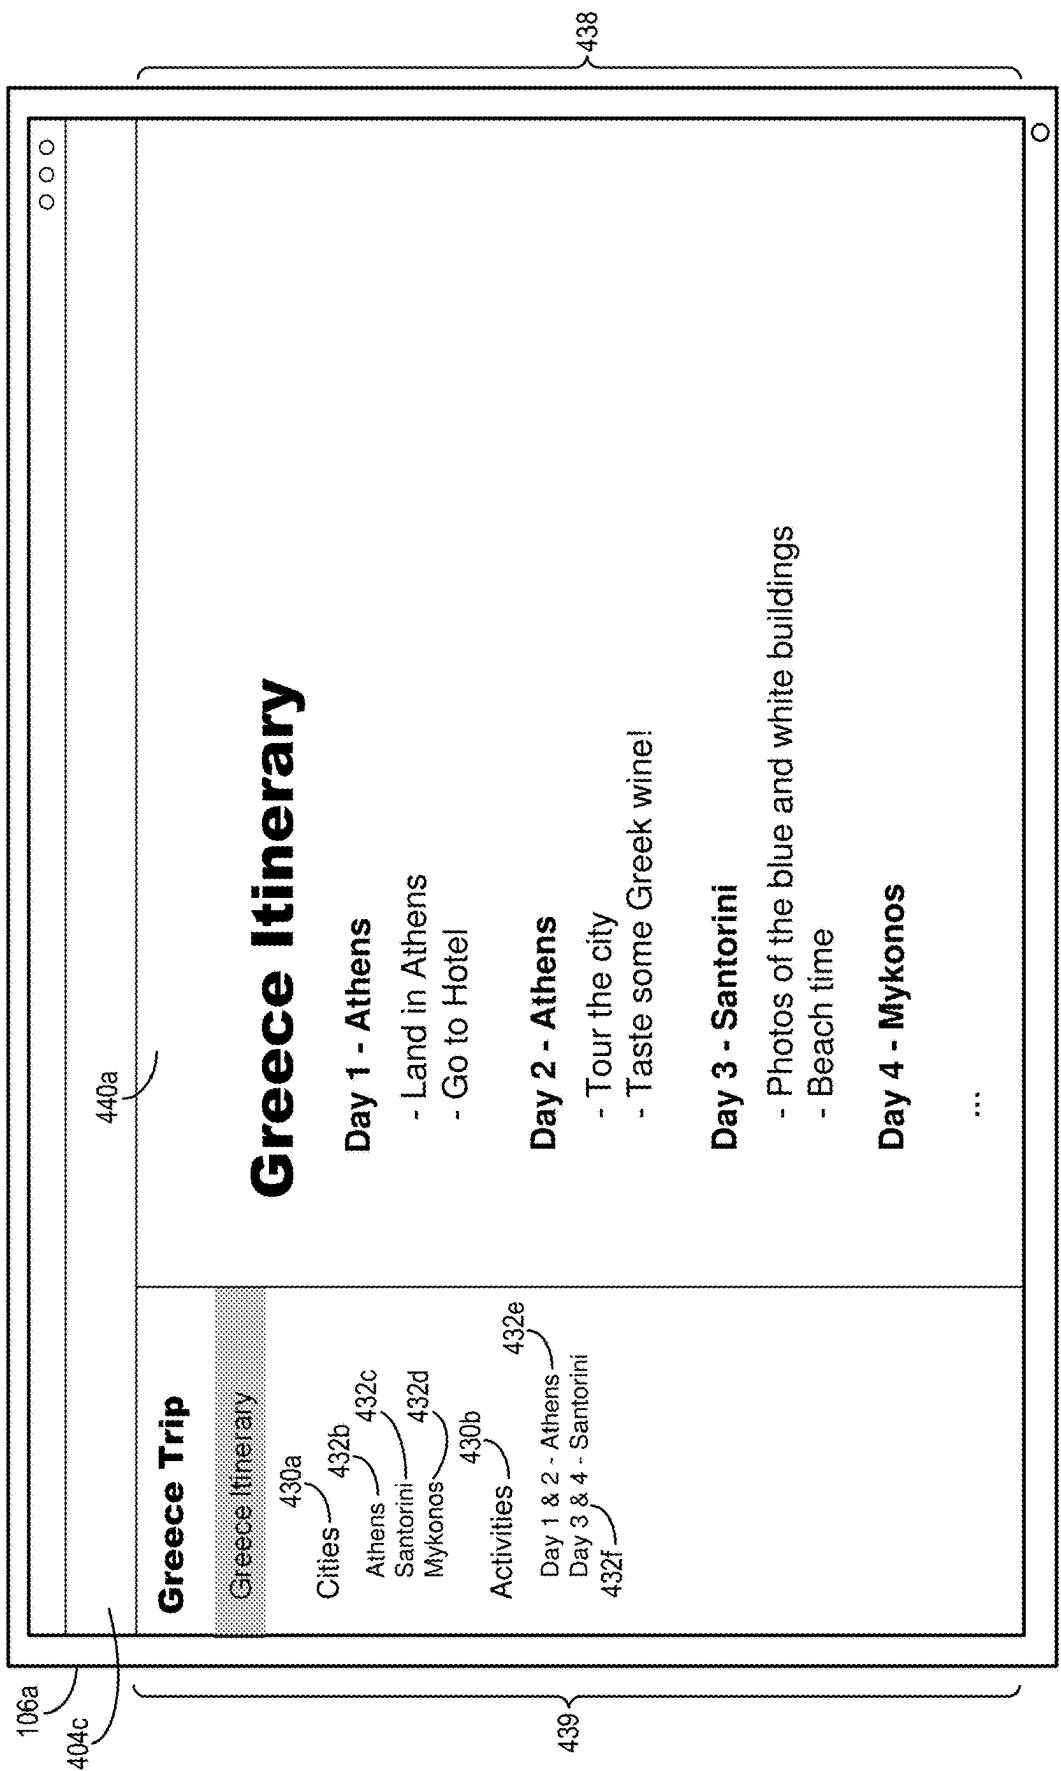 106a
404c
440a
Greece Trip
Greece Itinerary
430a
Cities
432b
Athens
432c
Santorini
432d
Mykonos
430b
Activities
432e
Day 1 & 2 - Athens
Day 3 & 4 - Santorini
432f
Greece Itinerary
Day 1 - Athens
- Land in Athens
- Go to Hotel
Day 2 - Athens
- Tour the city
- Taste some Greek wine!
Day 3 - Santorini
- Photos of the blue and white buildings
- Beach time
Day 4 - Mykonos
...
439
438